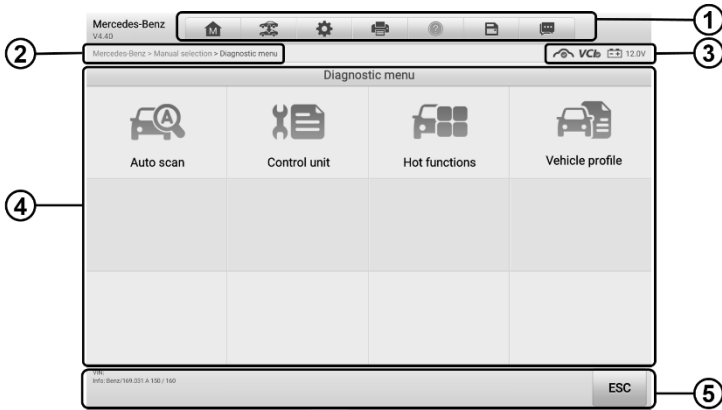 Mercedes-Benz
V4.40
M
?
①
②
Mercedes-Benz > Manual selection > Diagnostic menu
VCI
12.0V
③
Diagnostic menu
A
Auto scan
Control unit
Hot functions
Vehicle profile
④
VIN:
Info: Benz/169.031 A 150 / 160
ESC
⑤